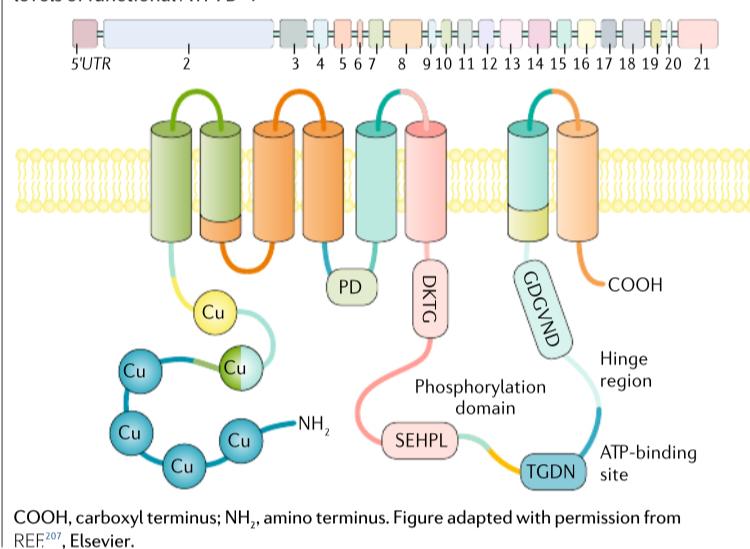 5'UTR 2 3 4 5 6 7 8 9 10 11 12 13 14 15 16 17 18 19 20 21
COOH
PD
DKTG
GDGVND
Cu
Cu
Cu
Cu
Cu
Cu
NH2
Hinge
region
Phosphorylation
domain
SEHPL
TGDN
ATP-binding
site
COOH, carboxyl terminus; NH2, amino terminus. Figure adapted with permission from
REF.207, Elsevier.